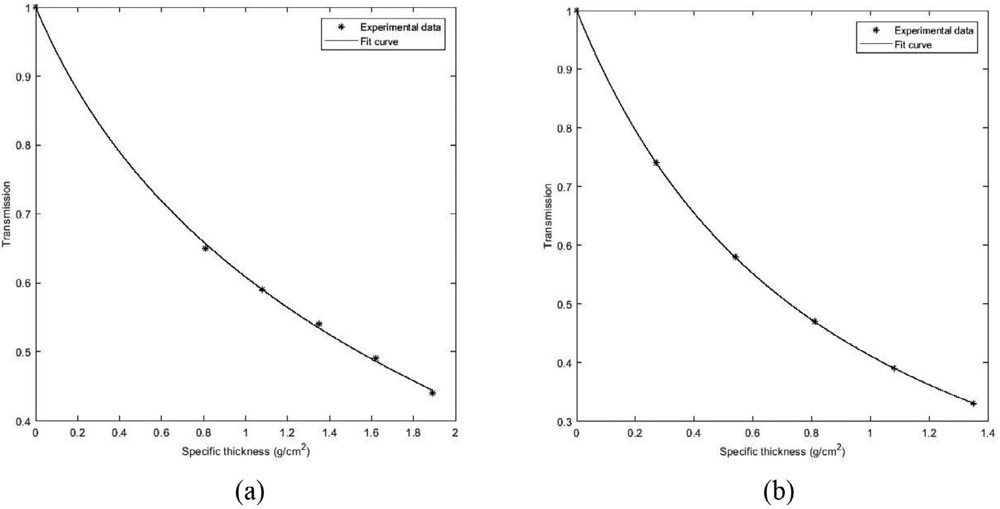 1
0.9
0.8
0.7
0.6
0.5
0.4
Transmission
0 0.2 0.4 0.6 0.8 1 1.2 1.4 1.6 1.8 2
Specific thickness (g/cm²)
Experimental data
Fit curve
(a)
1
0.9
0.8
0.7
0.6
0.5
0.4
0.3
Transmission
0 0.2 0.4 0.6 0.8 1 1.2 1.4
Specific thickness (g/cm²)
Experimental data
Fit curve
(b)